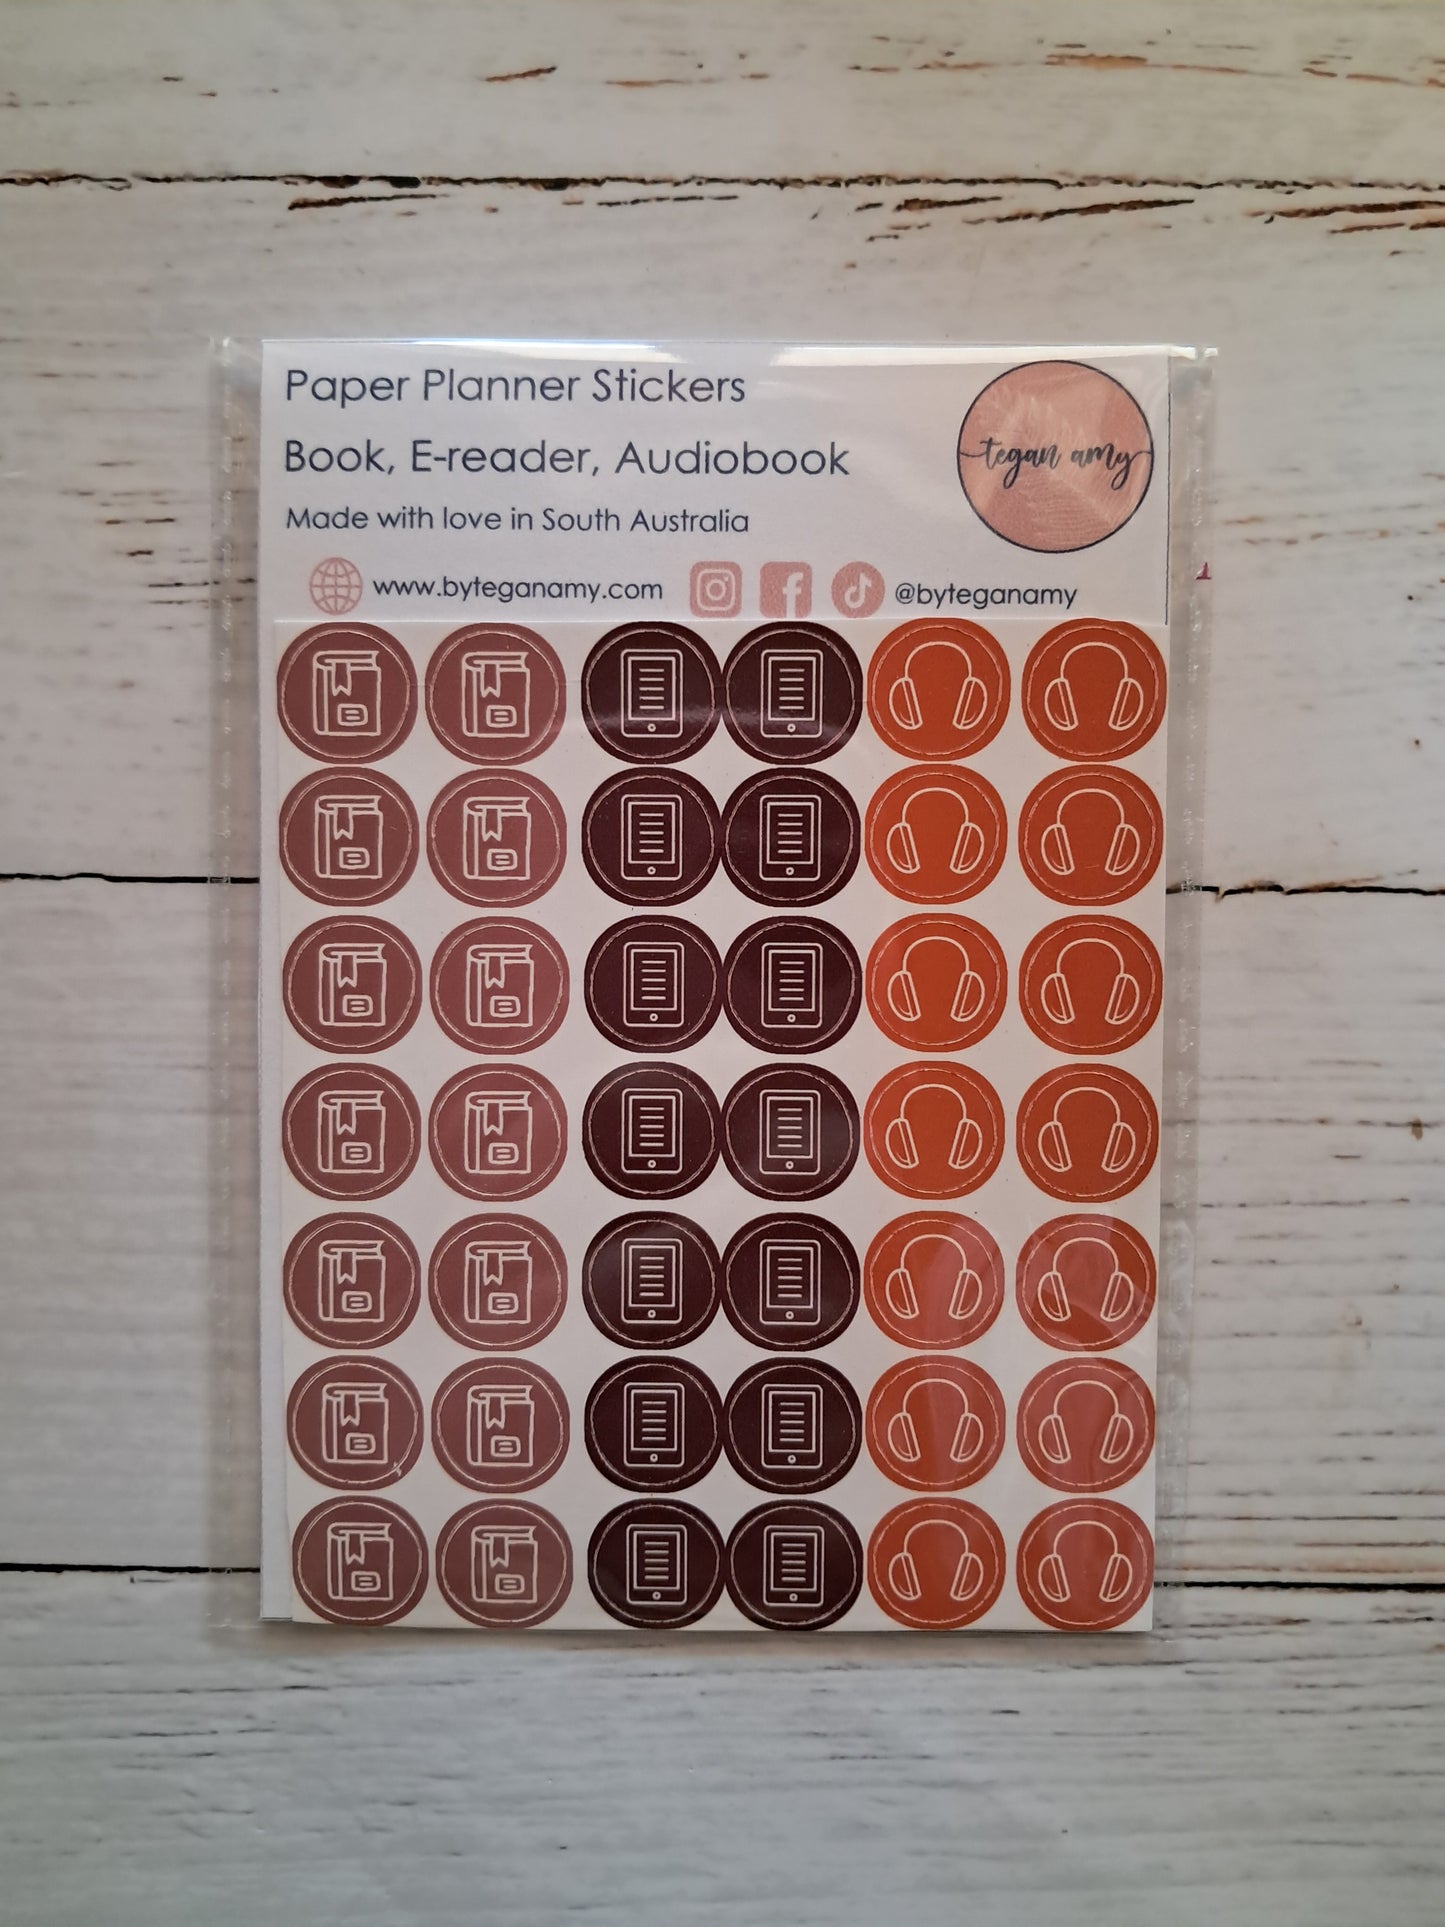 Paper Planner Stickers
Book, E-reader, Audiobook
tegan amy
Made with love in South Australia
www.byteganamy.com @byteganamy